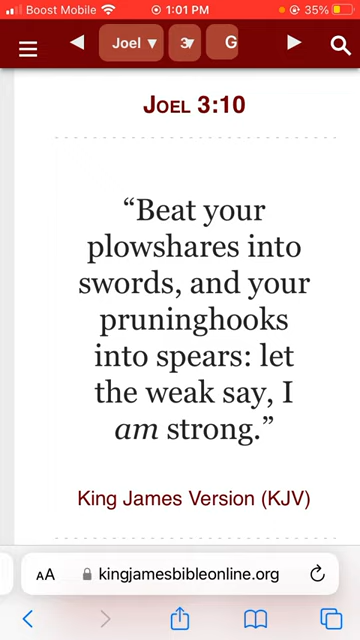 Boost Mobile 1:01 PM 35%
Joel ▾ 3▾ G
JOEL 3:10
“Beat your
plowshares into
swords, and your
pruninghooks
into spears: let
the weak say, I
am strong.”
King James Version (KJV)
AA kingjamesbibleonline.org